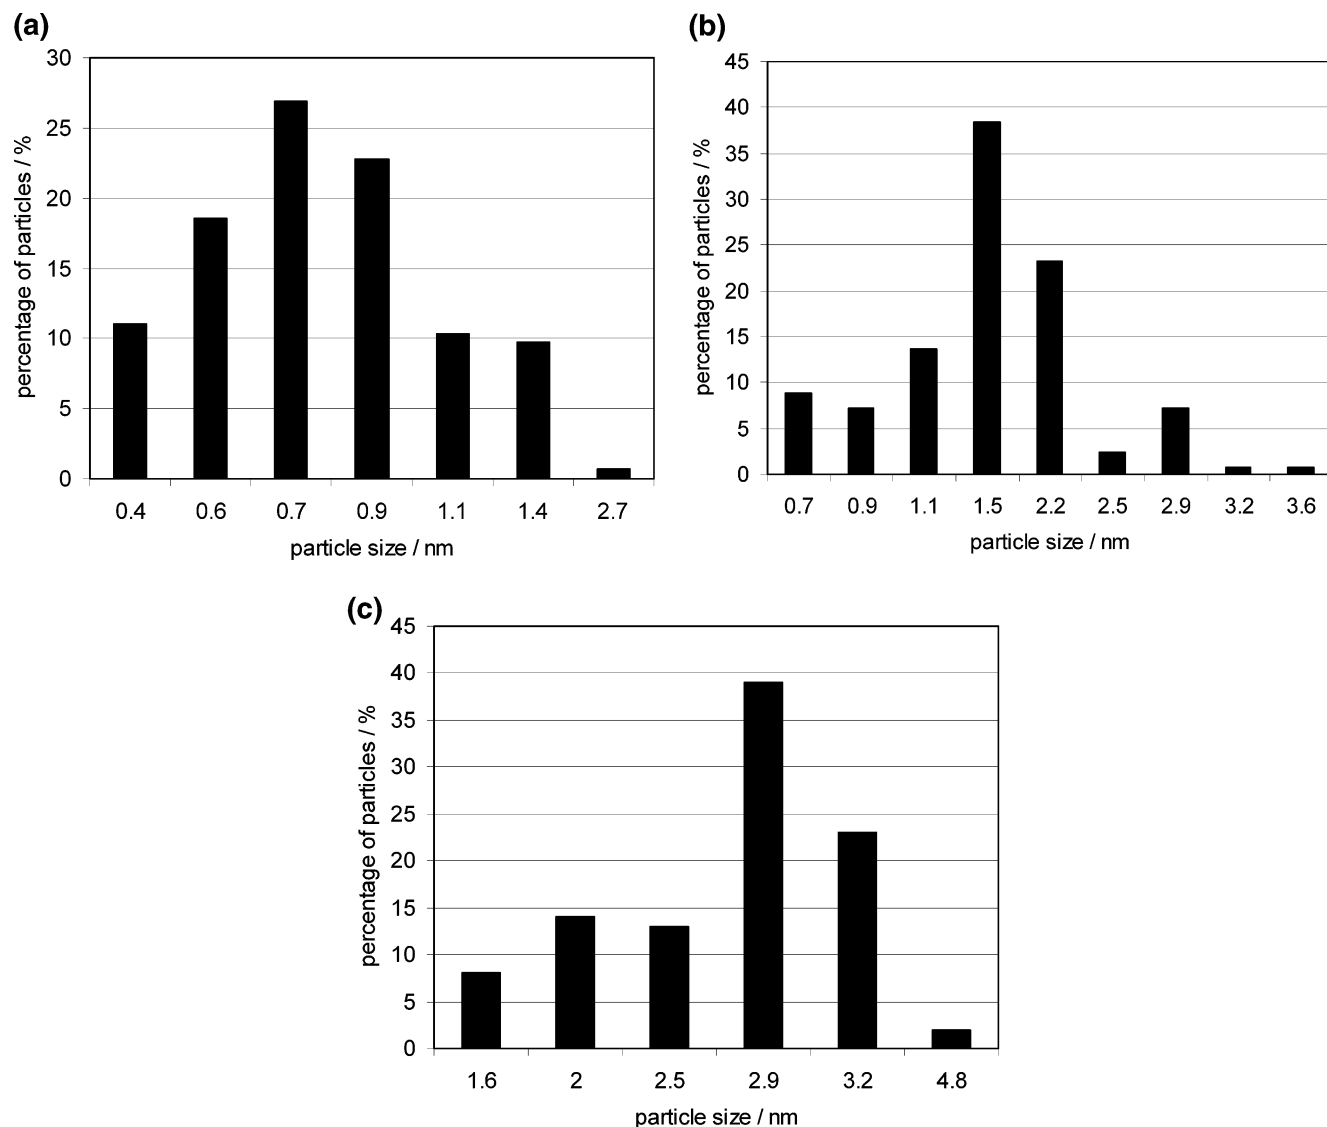 (a)
30
25
20
15
10
5
0
percentage of particles / %
0.4 0.6 0.7 0.9 1.1 1.4 2.7
particle size / nm
(b)
45
40
35
30
25
20
15
10
5
0
percentage of particles / %
0.7 0.9 1.1 1.5 2.2 2.5 2.9 3.2 3.6
particle size / nm
(c)
45
40
35
30
25
20
15
10
5
0
percentage of particles / %
1.6 2 2.5 2.9 3.2 4.8
particle size / nm